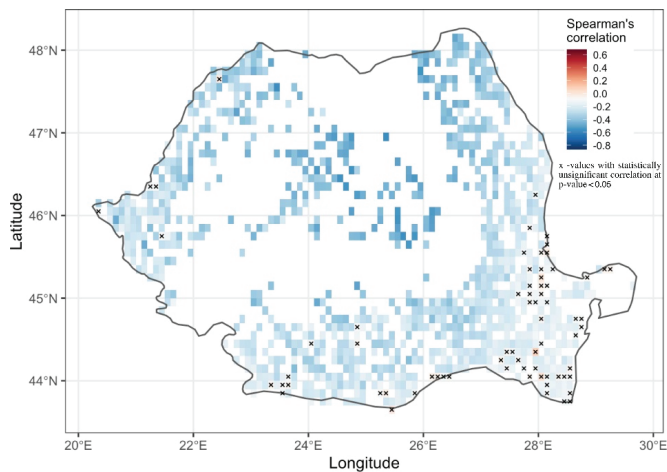 Spearman's
correlation
0.6
0.4
0.2
0.0
-0.2
-0.4
-0.6
-0.8
x -values with statistically
unsignificant correlation at
p-value<0.05
48°N
47°N
46°N
45°N
44°N
Latitude
20°E 22°E 24°E 26°E 28°E 30°E
Longitude